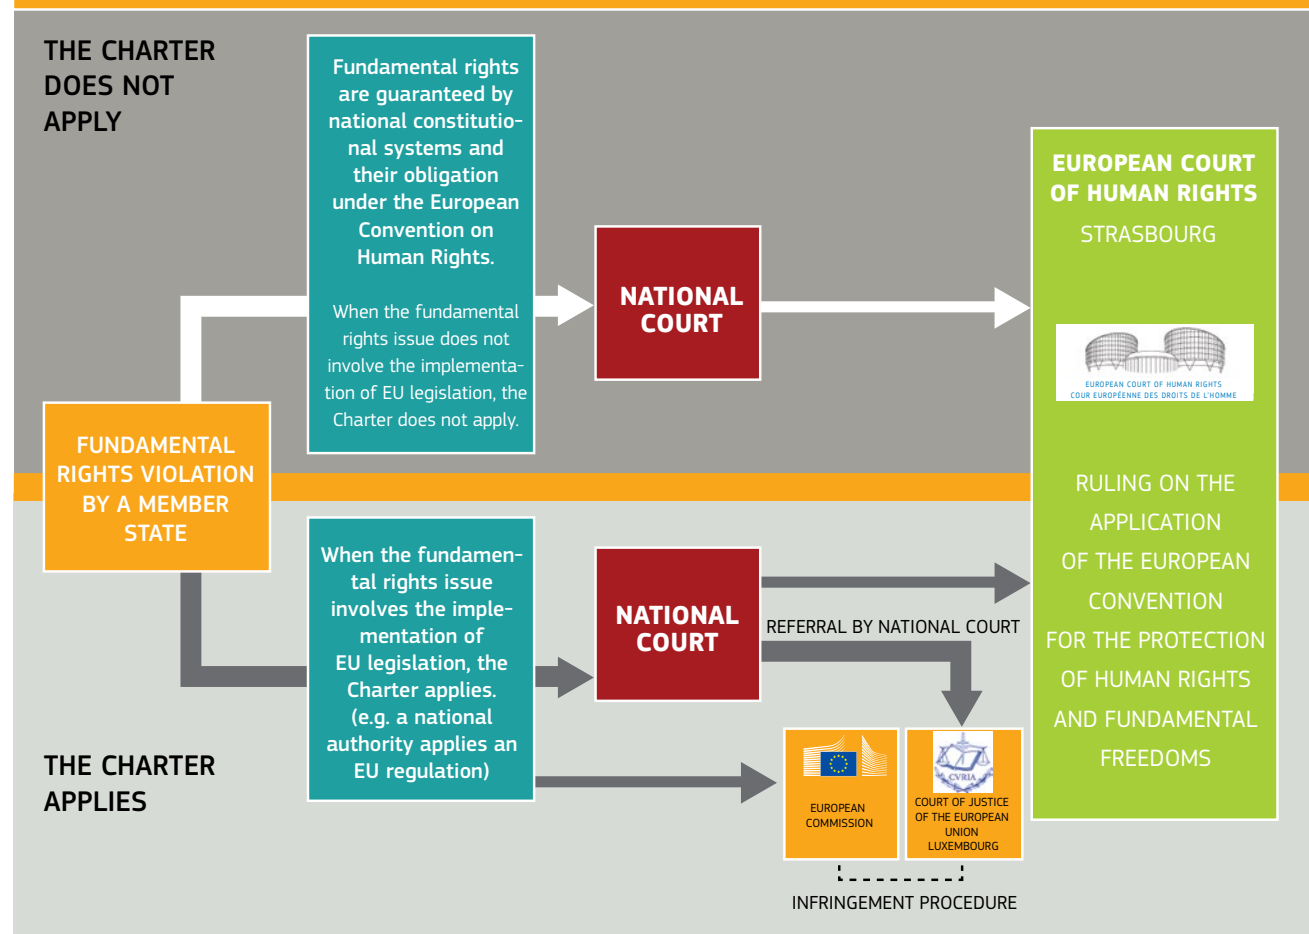 THE CHARTER
DOES NOT
APPLY
Fundamental rights
are guaranteed by
national constitutio-
nal systems and
their obligation
under the European
Convention on
Human Rights.
When the fundamental
rights issue does not
involve the implementa-
tion of EU legislation, the
Charter does not apply.
NATIONAL
COURT
EUROPEAN COURT
OF HUMAN RIGHTS
STRASBOURG
EUROPEAN COURT OF HUMAN RIGHTS
COUR EUROPÉENNE DES DROITS DE L'HOMME
RULING ON THE
APPLICATION
OF THE EUROPEAN
CONVENTION
FOR THE PROTECTION
OF HUMAN RIGHTS
AND FUNDAMENTAL
FREEDOMS
FUNDAMENTAL
RIGHTS VIOLATION
BY A MEMBER
STATE
When the fundamen-
tal rights issue
involves the imple-
mentation of
EU legislation, the
Charter applies.
(e.g. a national
authority applies an
EU regulation)
NATIONAL
COURT
REFERRAL BY NATIONAL COURT
THE CHARTER
APPLIES
EUROPEAN
COMMISSION
CVRIA
COURT OF JUSTICE
OF THE EUROPEAN
UNION
LUXEMBOURG
INFRINGEMENT PROCEDURE